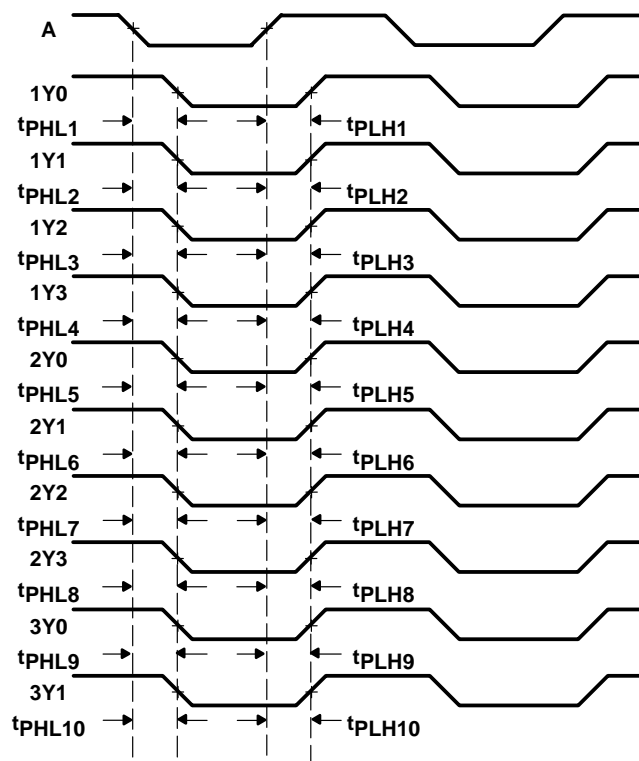 A
1Y0
tPHL1 tPLH1
1Y1
tPHL2 tPLH2
1Y2
tPHL3 tPLH3
1Y3
tPHL4 tPLH4
2Y0
tPHL5 tPLH5
2Y1
tPHL6 tPLH6
2Y2
tPHL7 tPLH7
2Y3
tPHL8 tPLH8
3Y0
tPHL9 tPLH9
3Y1
tPHL10 tPLH10